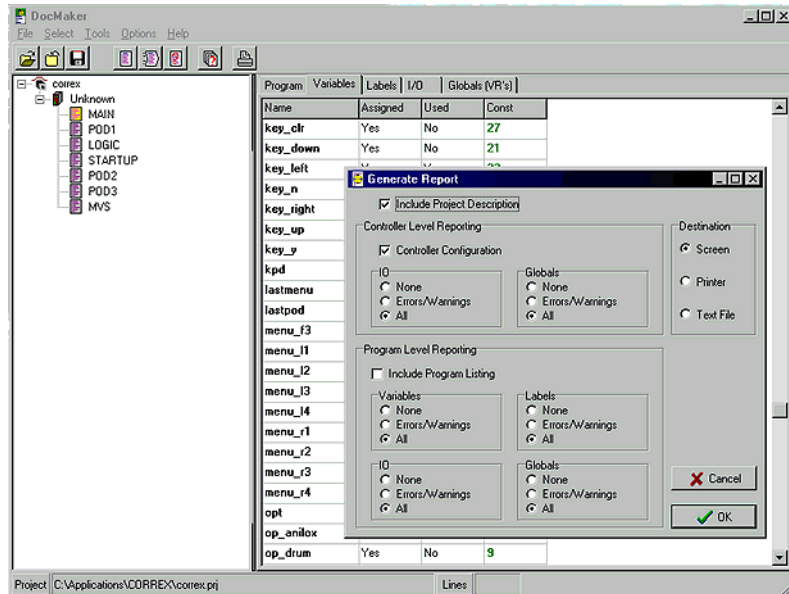 DocMaker
File Select Tools Options Help
correx
Unknown
MAIN
POD1
LOGIC
STARTUP
POD2
POD3
MVS
Program Variables Labels I/O Globals (VR's)
Name Assigned Used Const
key_clr Yes No 27
key_down Yes No 21
key_left
key_n
key_right
key_up
key_y
kpd
lastmenu
lastpod
menu_f3
menu_l1
menu_l2
menu_l3
menu_l4
menu_r1
menu_r2
menu_r3
menu_r4
opt
op_anilox
op_drum Yes No 9
Generate Report
Include Project Description
Controller Level Reporting
Controller Configuration
IO
None
Errors/Warnings
All
Globals
None
Errors/Warnings
All
Destination
Screen
Printer
Text File
Program Level Reporting
Include Program Listing
Variables
None
Errors/Warnings
All
Labels
None
Errors/Warnings
All
IO
None
Errors/Warnings
All
Globals
None
Errors/Warnings
All
Cancel
OK
Project C:\Applications\CORREX\correx.prj Lines